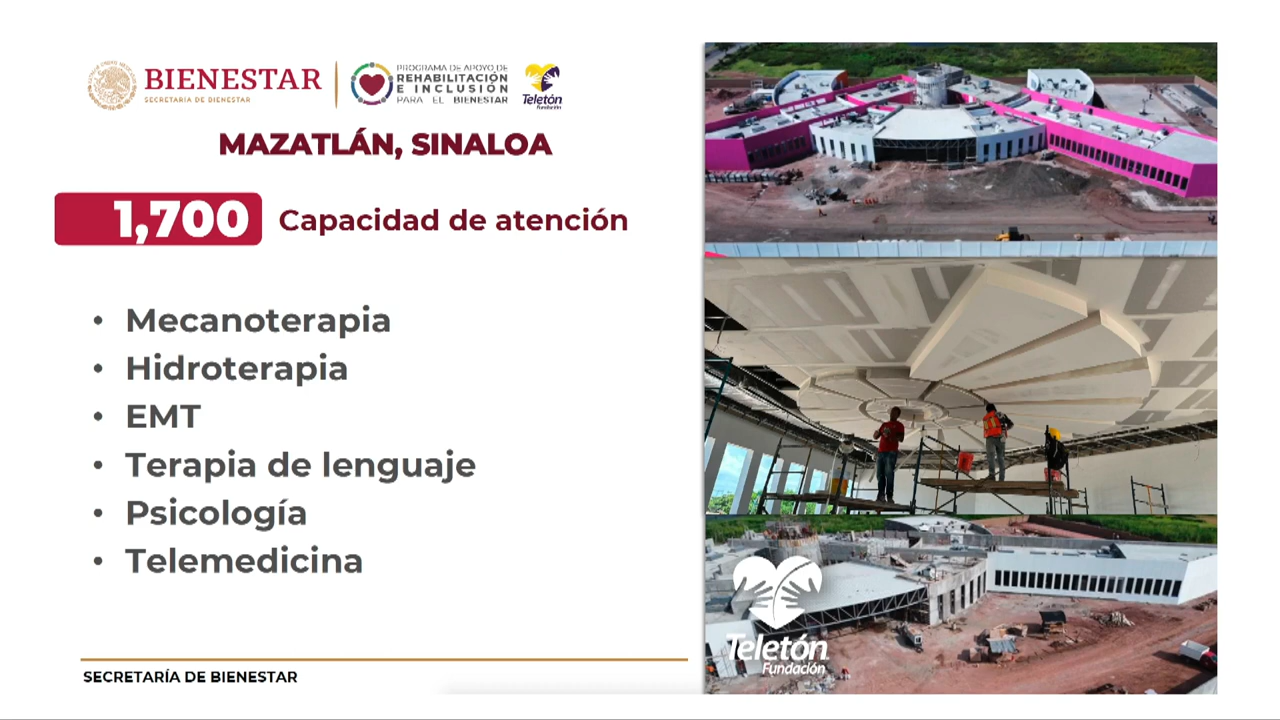 BIENESTAR
SECRETARÍA DE BIENESTAR
PROGRAMA DE APOYO DE
REHABILITACIÓN
E INCLUSIÓN
PARA EL BIENESTAR
Teletón
Fundación
MAZATLÁN, SINALOA
1,700 Capacidad de atención
• Mecanoterapia
• Hidroterapia
• EMT
• Terapia de lenguaje
• Psicología
• Telemedicina
Teletón
Fundación
SECRETARÍA DE BIENESTAR